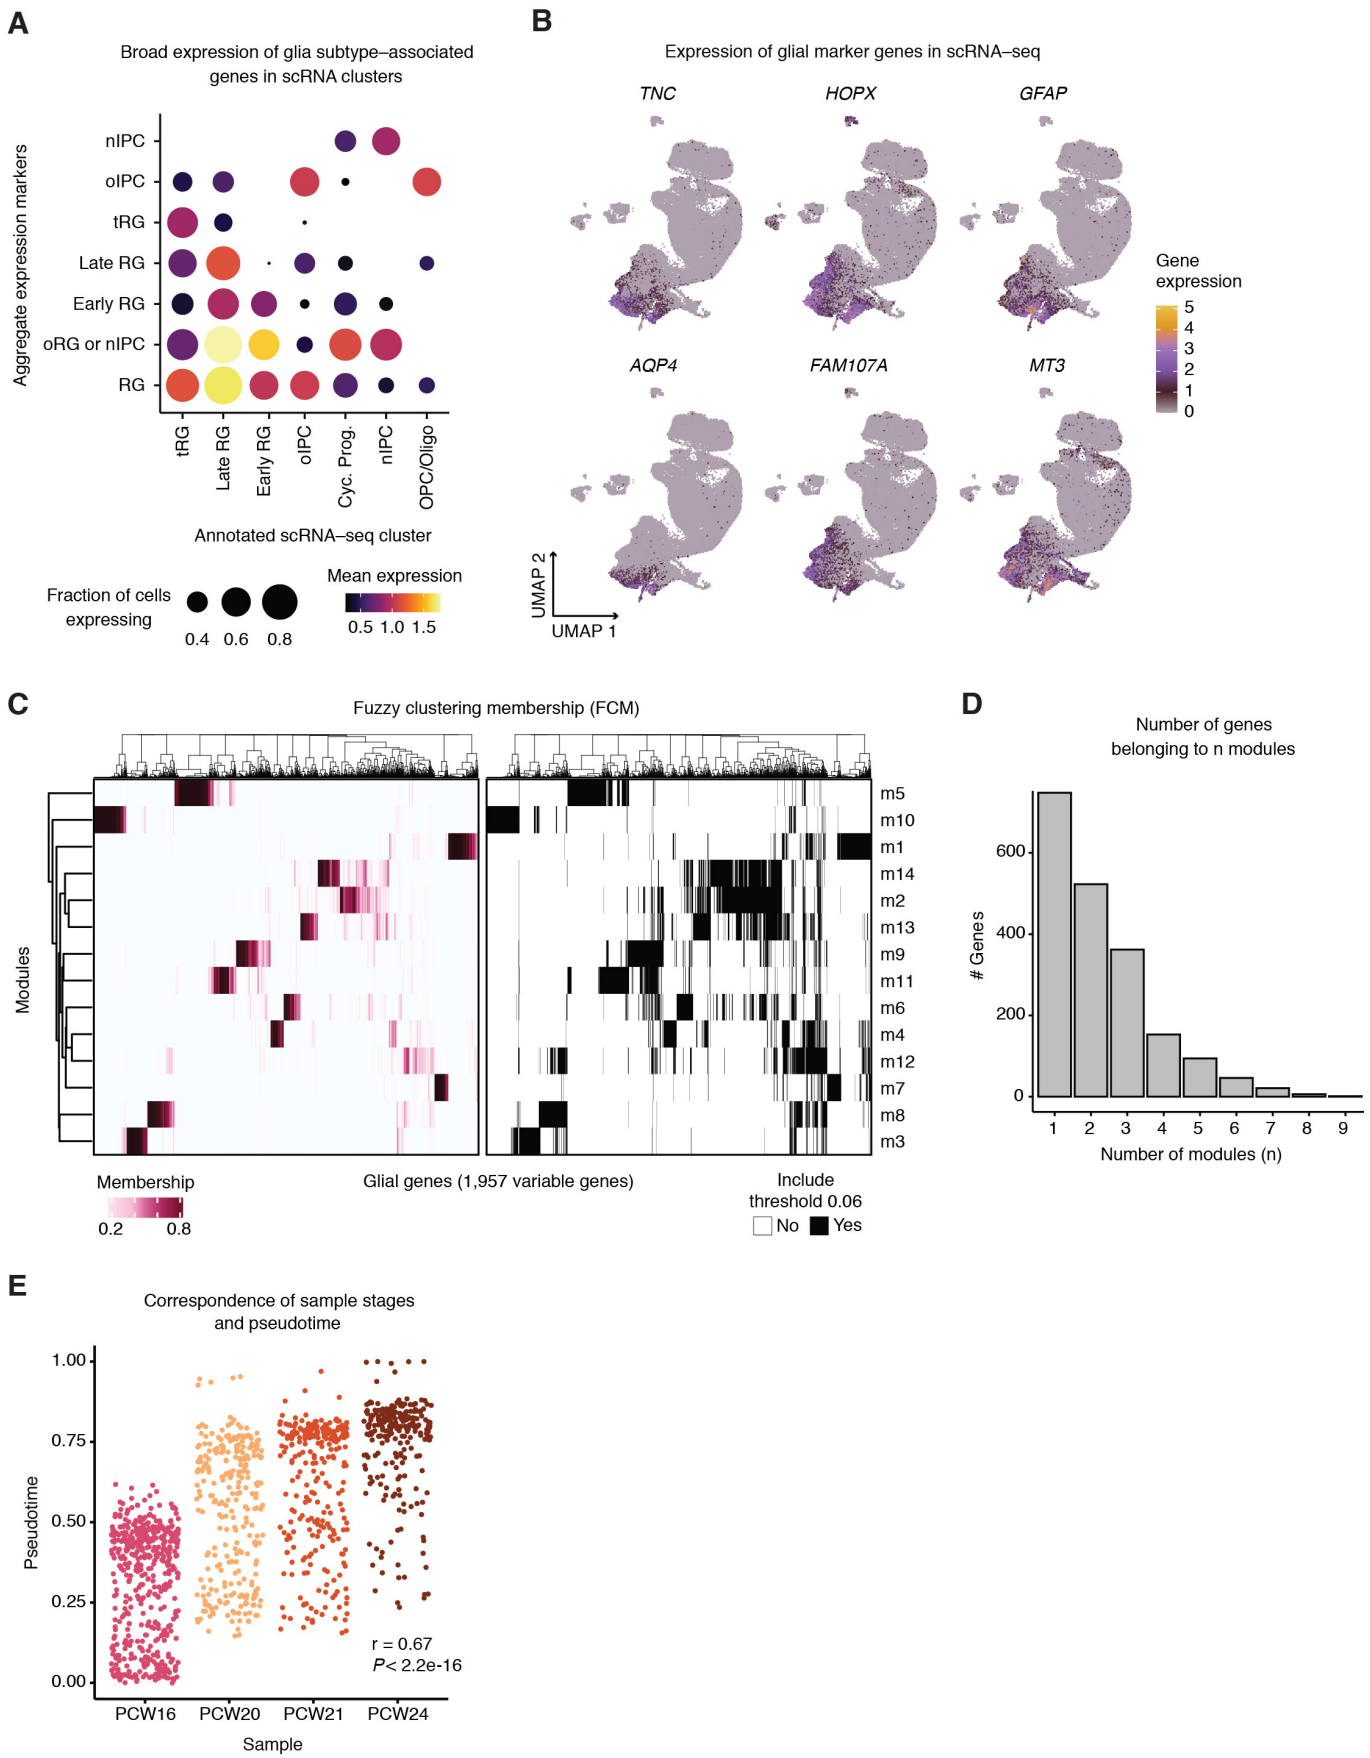 A
Broad expression of glia subtype–associated
genes in scRNA clusters
Aggregate expression markers
nIPC
oIPC
tRG
Late RG
Early RG
oRG or nIPC
RG
tRG
Late RG
Early RG
oIPC
Cyc. Prog.
nIPC
OPC/Oligo
Annotated scRNA–seq cluster
Fraction of cells
expressing
0.4 0.6 0.8
Mean expression
0.5 1.0 1.5
B
Expression of glial marker genes in scRNA–seq
TNC
HOPX
GFAP
AQP4
FAM107A
MT3
UMAP 2
UMAP 1
Gene
expression
5
4
3
2
1
0
C
Fuzzy clustering membership (FCM)
Modules
m5
m10
m1
m14
m2
m13
m9
m11
m6
m4
m12
m7
m8
m3
Membership
0.2 0.8
Glial genes (1,957 variable genes)
Include
threshold 0.06
No Yes
D
Number of genes
belonging to n modules
# Genes
600
400
200
0
1 2 3 4 5 6 7 8 9
Number of modules (n)
E
Correspondence of sample stages
and pseudotime
Pseudotime
1.00
0.75
0.50
0.25
0.00
r = 0.67
P < 2.2e-16
PCW16 PCW20 PCW21 PCW24
Sample